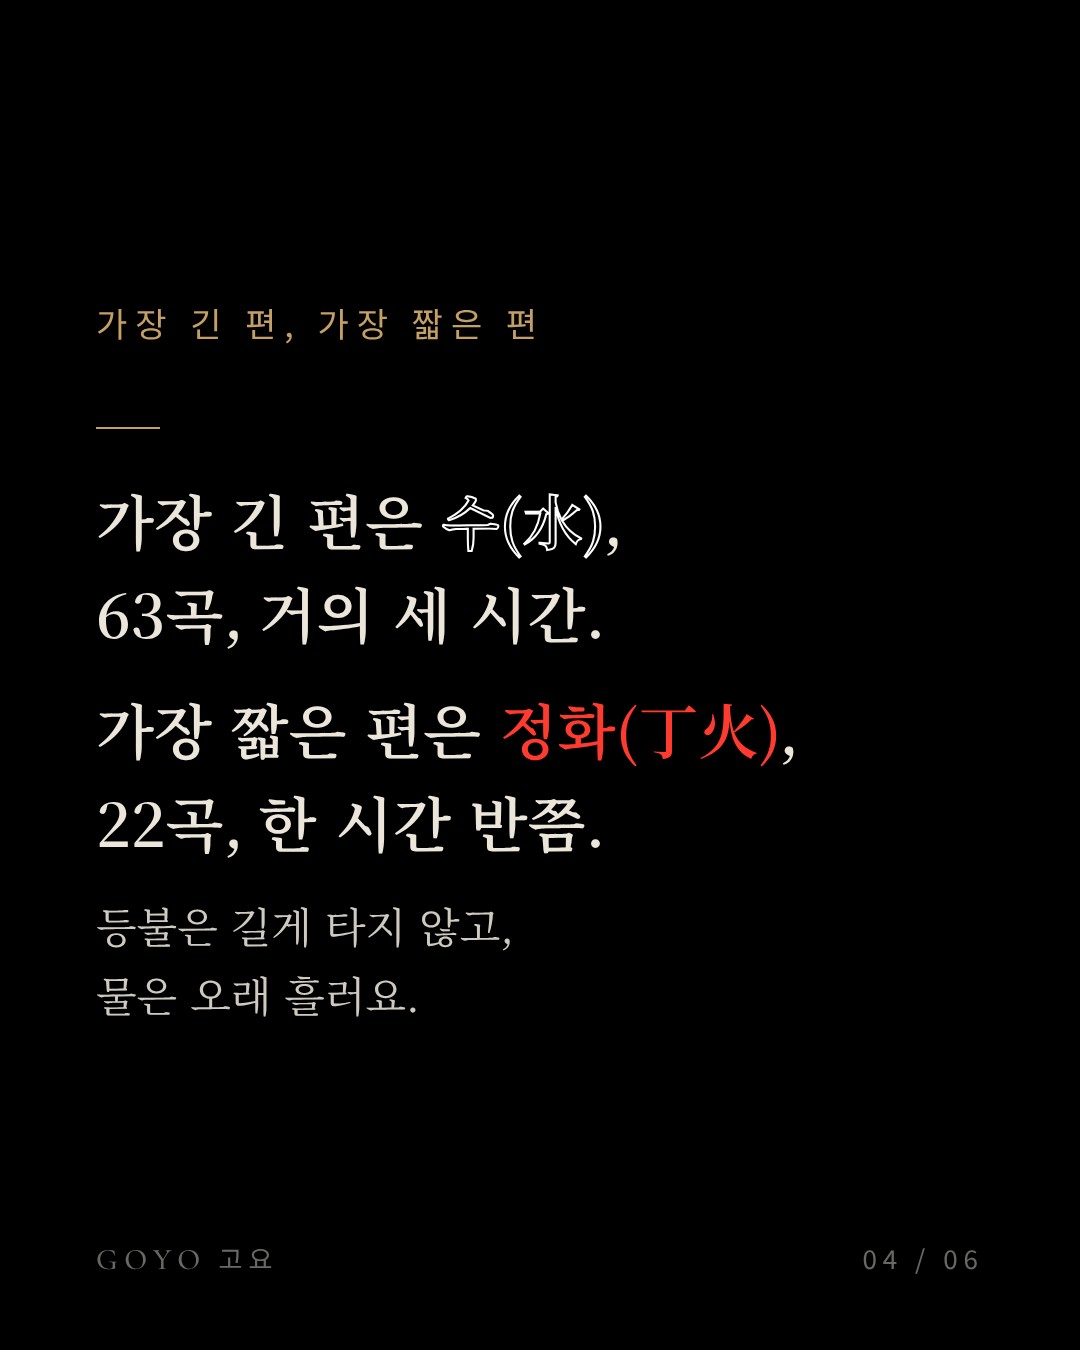 가장 긴 편, 가장 짧은 편
가장 긴 편은 수(水),
63곡, 거의 세 시간.
가장 짧은 편은 정화(丁火),
22곡, 한 시간 반쯤.
등불은 길게 타지 않고,
물은 오래 흘러요.
GOYO 고요
04 / 06